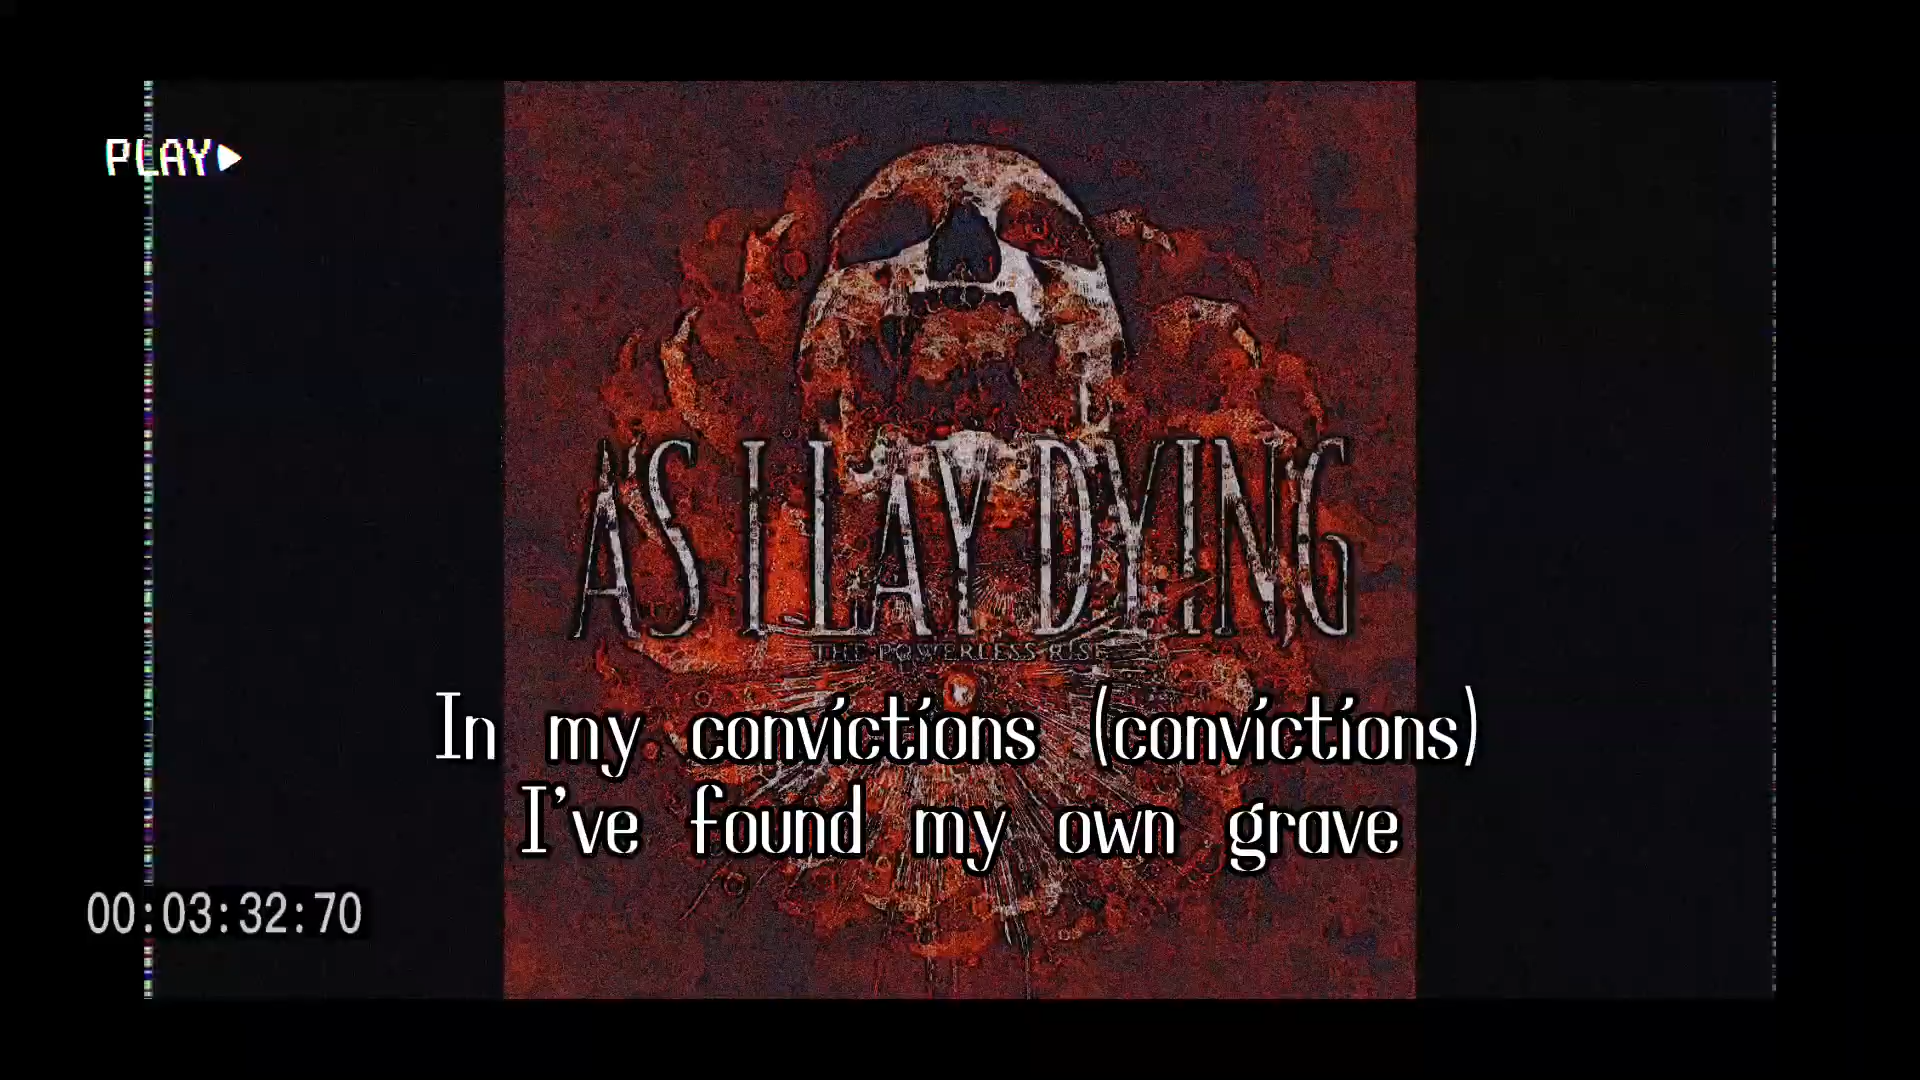 PLAY
AS I LAY DYING
THE POWERLESS RISE
In my convictions (convictions)
I've found my own grave
00:03:32:70